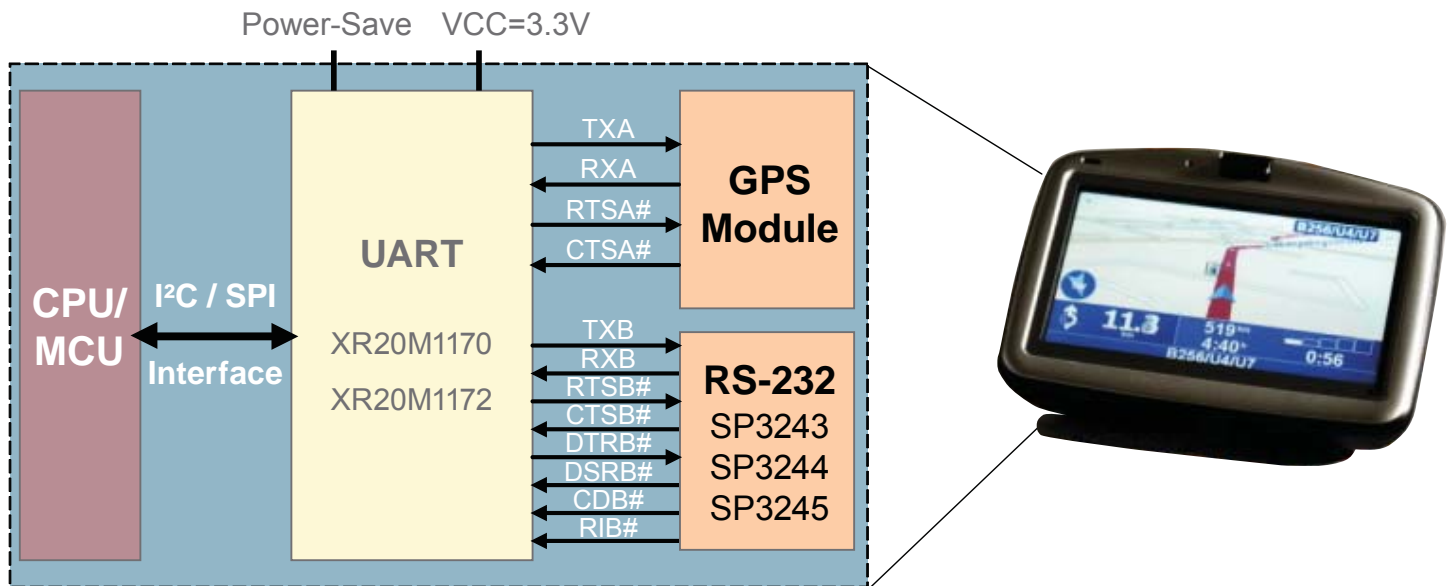 Power-Save VCC=3.3V
TXA
RXA
RTSA#
CTSA#
GPS
Module
UART
XR20M1170
XR20M1172
CPU/
MCU
I²C / SPI
Interface
TXB
RXB
RTSB#
CTSB#
DTRB#
DSRB#
CDB#
RIB#
RS-232
SP3243
SP3244
SP3245
B256/U4/U7
11.3
519
4:40
B256/U4/U7
0:56